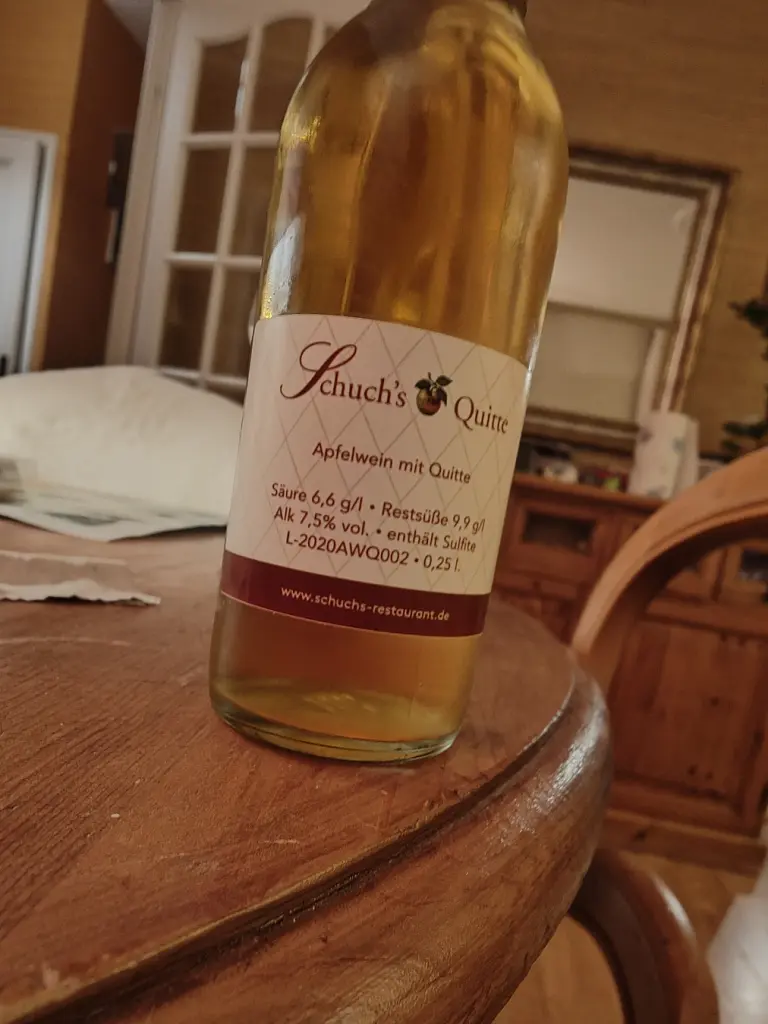 Schuch's Quitte
Apfelwein mit Quitte
Säure 6,6 g/l • Restsüße 9,9 g/l
Alk 7,5% vol. • enthält Sulfite
L-2020AWQ002 • 0,25 l.
www.schuchs-restaurant.de